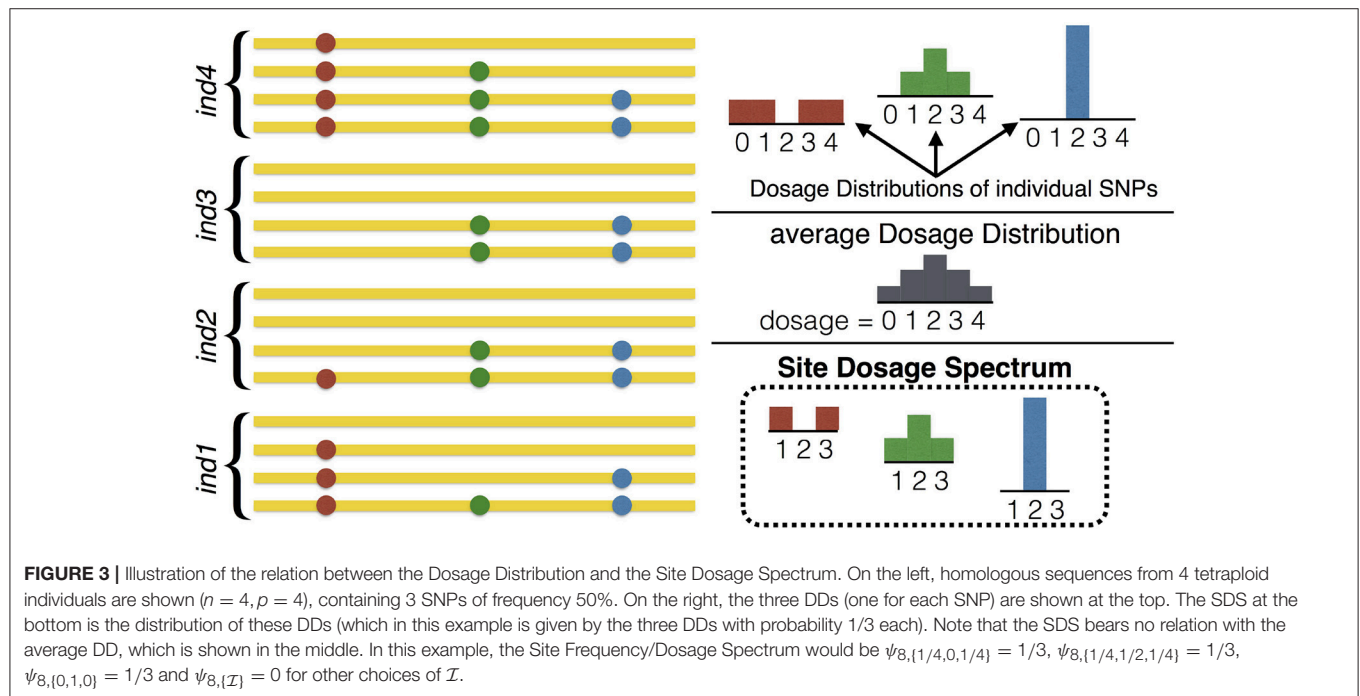 ind4
ind3
ind2
ind1
0 1 2 3 4
0 1 2 3 4
0 1 2 3 4
Dosage Distributions of individual SNPs
average Dosage Distribution
dosage = 0 1 2 3 4
Site Dosage Spectrum
1 2 3
1 2 3
1 2 3
FIGURE 3 | Illustration of the relation between the Dosage Distribution and the Site Dosage Spectrum. On the left, homologous sequences from 4 tetraploid
individuals are shown (n = 4, p = 4), containing 3 SNPs of frequency 50%. On the right, the three DDs (one for each SNP) are shown at the top. The SDS at the
bottom is the distribution of these DDs (which in this example is given by the three DDs with probability 1/3 each). Note that the SDS bears no relation with the
average DD, which is shown in the middle. In this example, the Site Frequency/Dosage Spectrum would be ψ8,{1/4,0,1/4} = 1/3, ψ8,{1/4,1/2,1/4} = 1/3,
ψ8,{0,1,0} = 1/3 and ψ8,{ℐ} = 0 for other choices of ℐ.